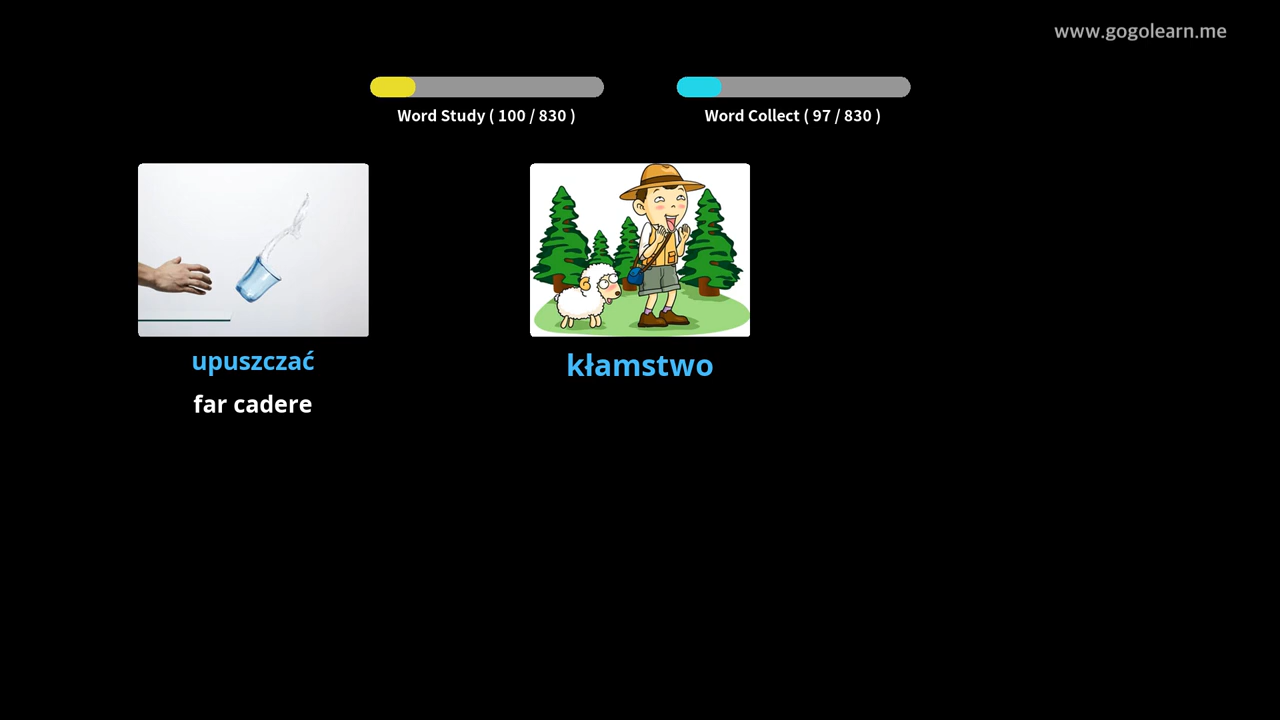 www.gogolearn.me
Word Study ( 100 / 830 )
Word Collect ( 97 / 830 )
upuszczać
far cadere
kłamstwo